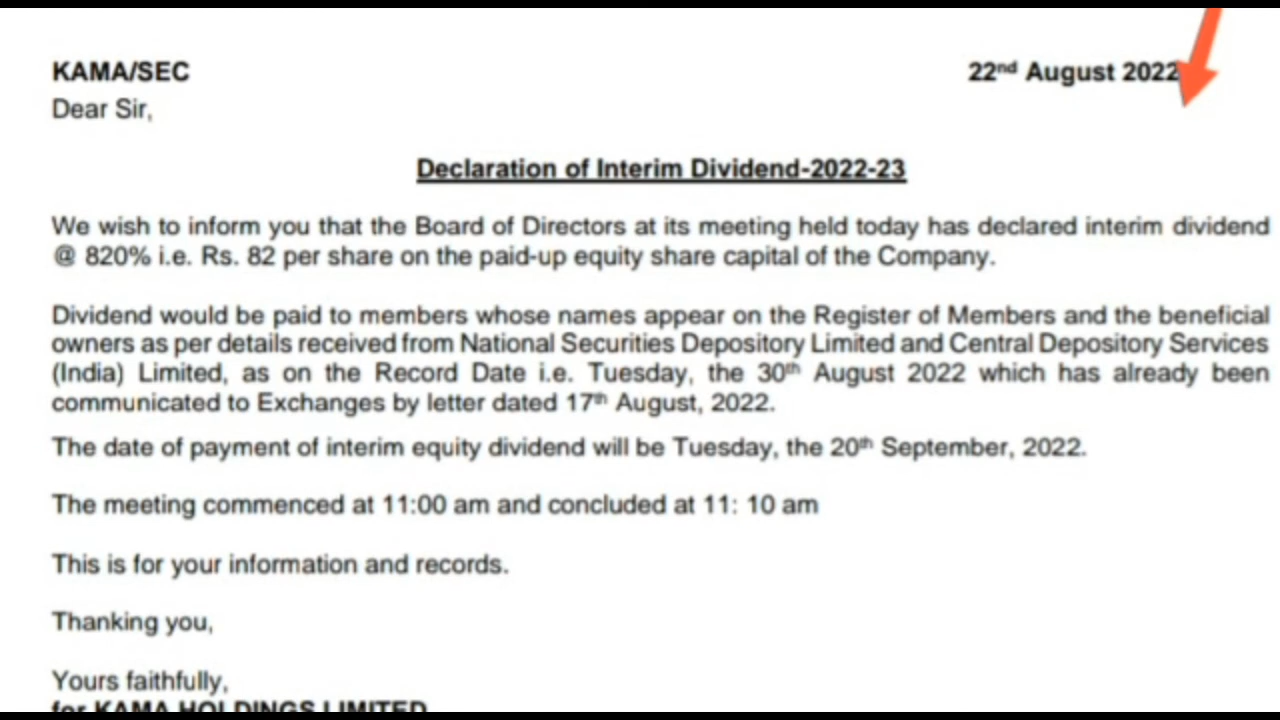 KAMA/SEC 22nd August 2022
Dear Sir,
Declaration of Interim Dividend-2022-23
We wish to inform you that the Board of Directors at its meeting held today has declared interim dividend
@ 820% i.e. Rs. 82 per share on the paid-up equity share capital of the Company.
Dividend would be paid to members whose names appear on the Register of Members and the beneficial
owners as per details received from National Securities Depository Limited and Central Depository Services
(India) Limited, as on the Record Date i.e. Tuesday, the 30th August 2022 which has already been
communicated to Exchanges by letter dated 17th August, 2022.
The date of payment of interim equity dividend will be Tuesday, the 20th September, 2022.
The meeting commenced at 11:00 am and concluded at 11: 10 am
This is for your information and records.
Thanking you,
Yours faithfully,
for KAMA HOLDINGS LIMITED